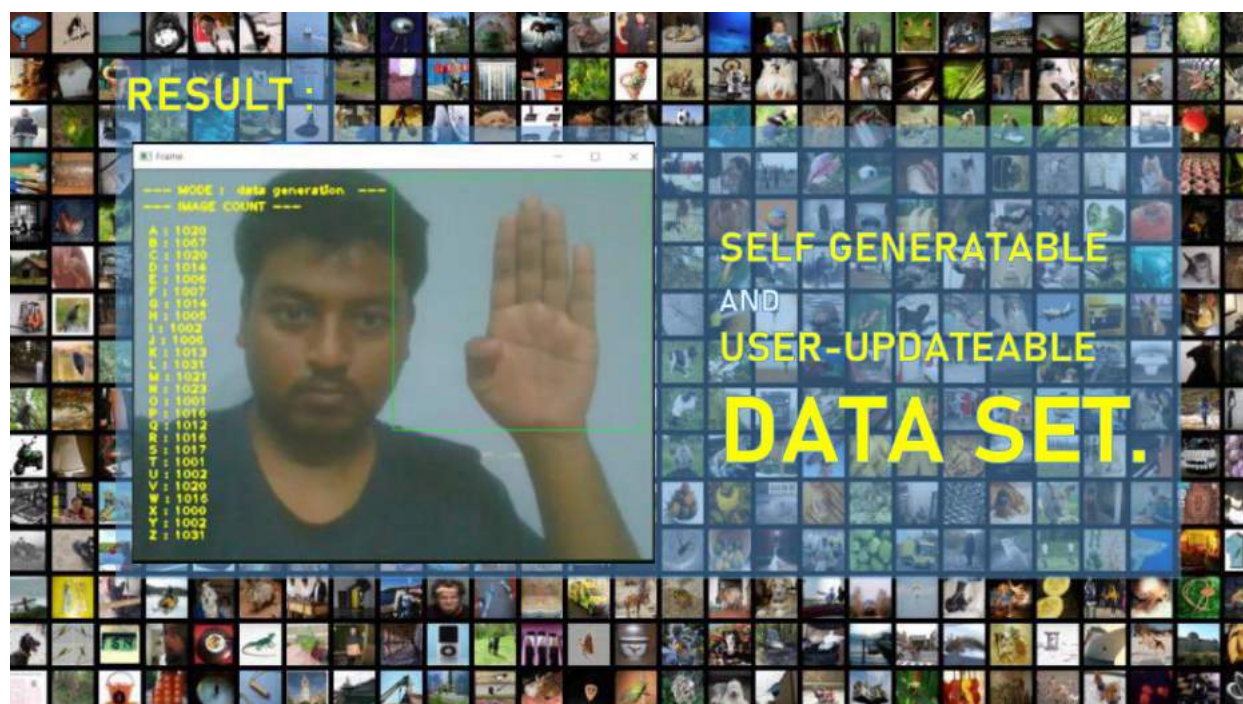 RESULT :
Frame
--- MODE : data generation ---
--- IMAGE COUNT ---
A : 1020
B : 1067
C : 1020
D : 1014
E : 1006
F : 1007
G : 1014
H : 1005
I : 1002
J : 1006
K : 1013
L : 1031
M : 1021
N : 1023
O : 1001
P : 1016
Q : 1012
R : 1016
S : 1017
T : 1001
U : 1002
V : 1020
W : 1016
X : 1000
Y : 1002
Z : 1031
SELF GENERATABLE
AND
USER-UPDATEABLE
DATA SET.